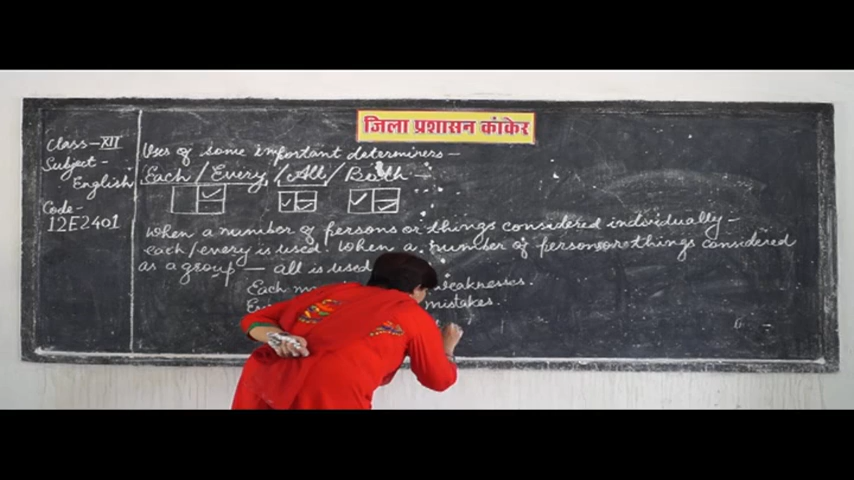 जिला प्रशासन कांकेर
Class-XII
Subject-
English
Code-
12E2401
Uses of some important determiners-
Each/Every/All/Both-
When a number of persons or things considered individually-
each/every is used. When a number of persons or things considered
as a group - all is used
Each weaknesses.
mistakes.